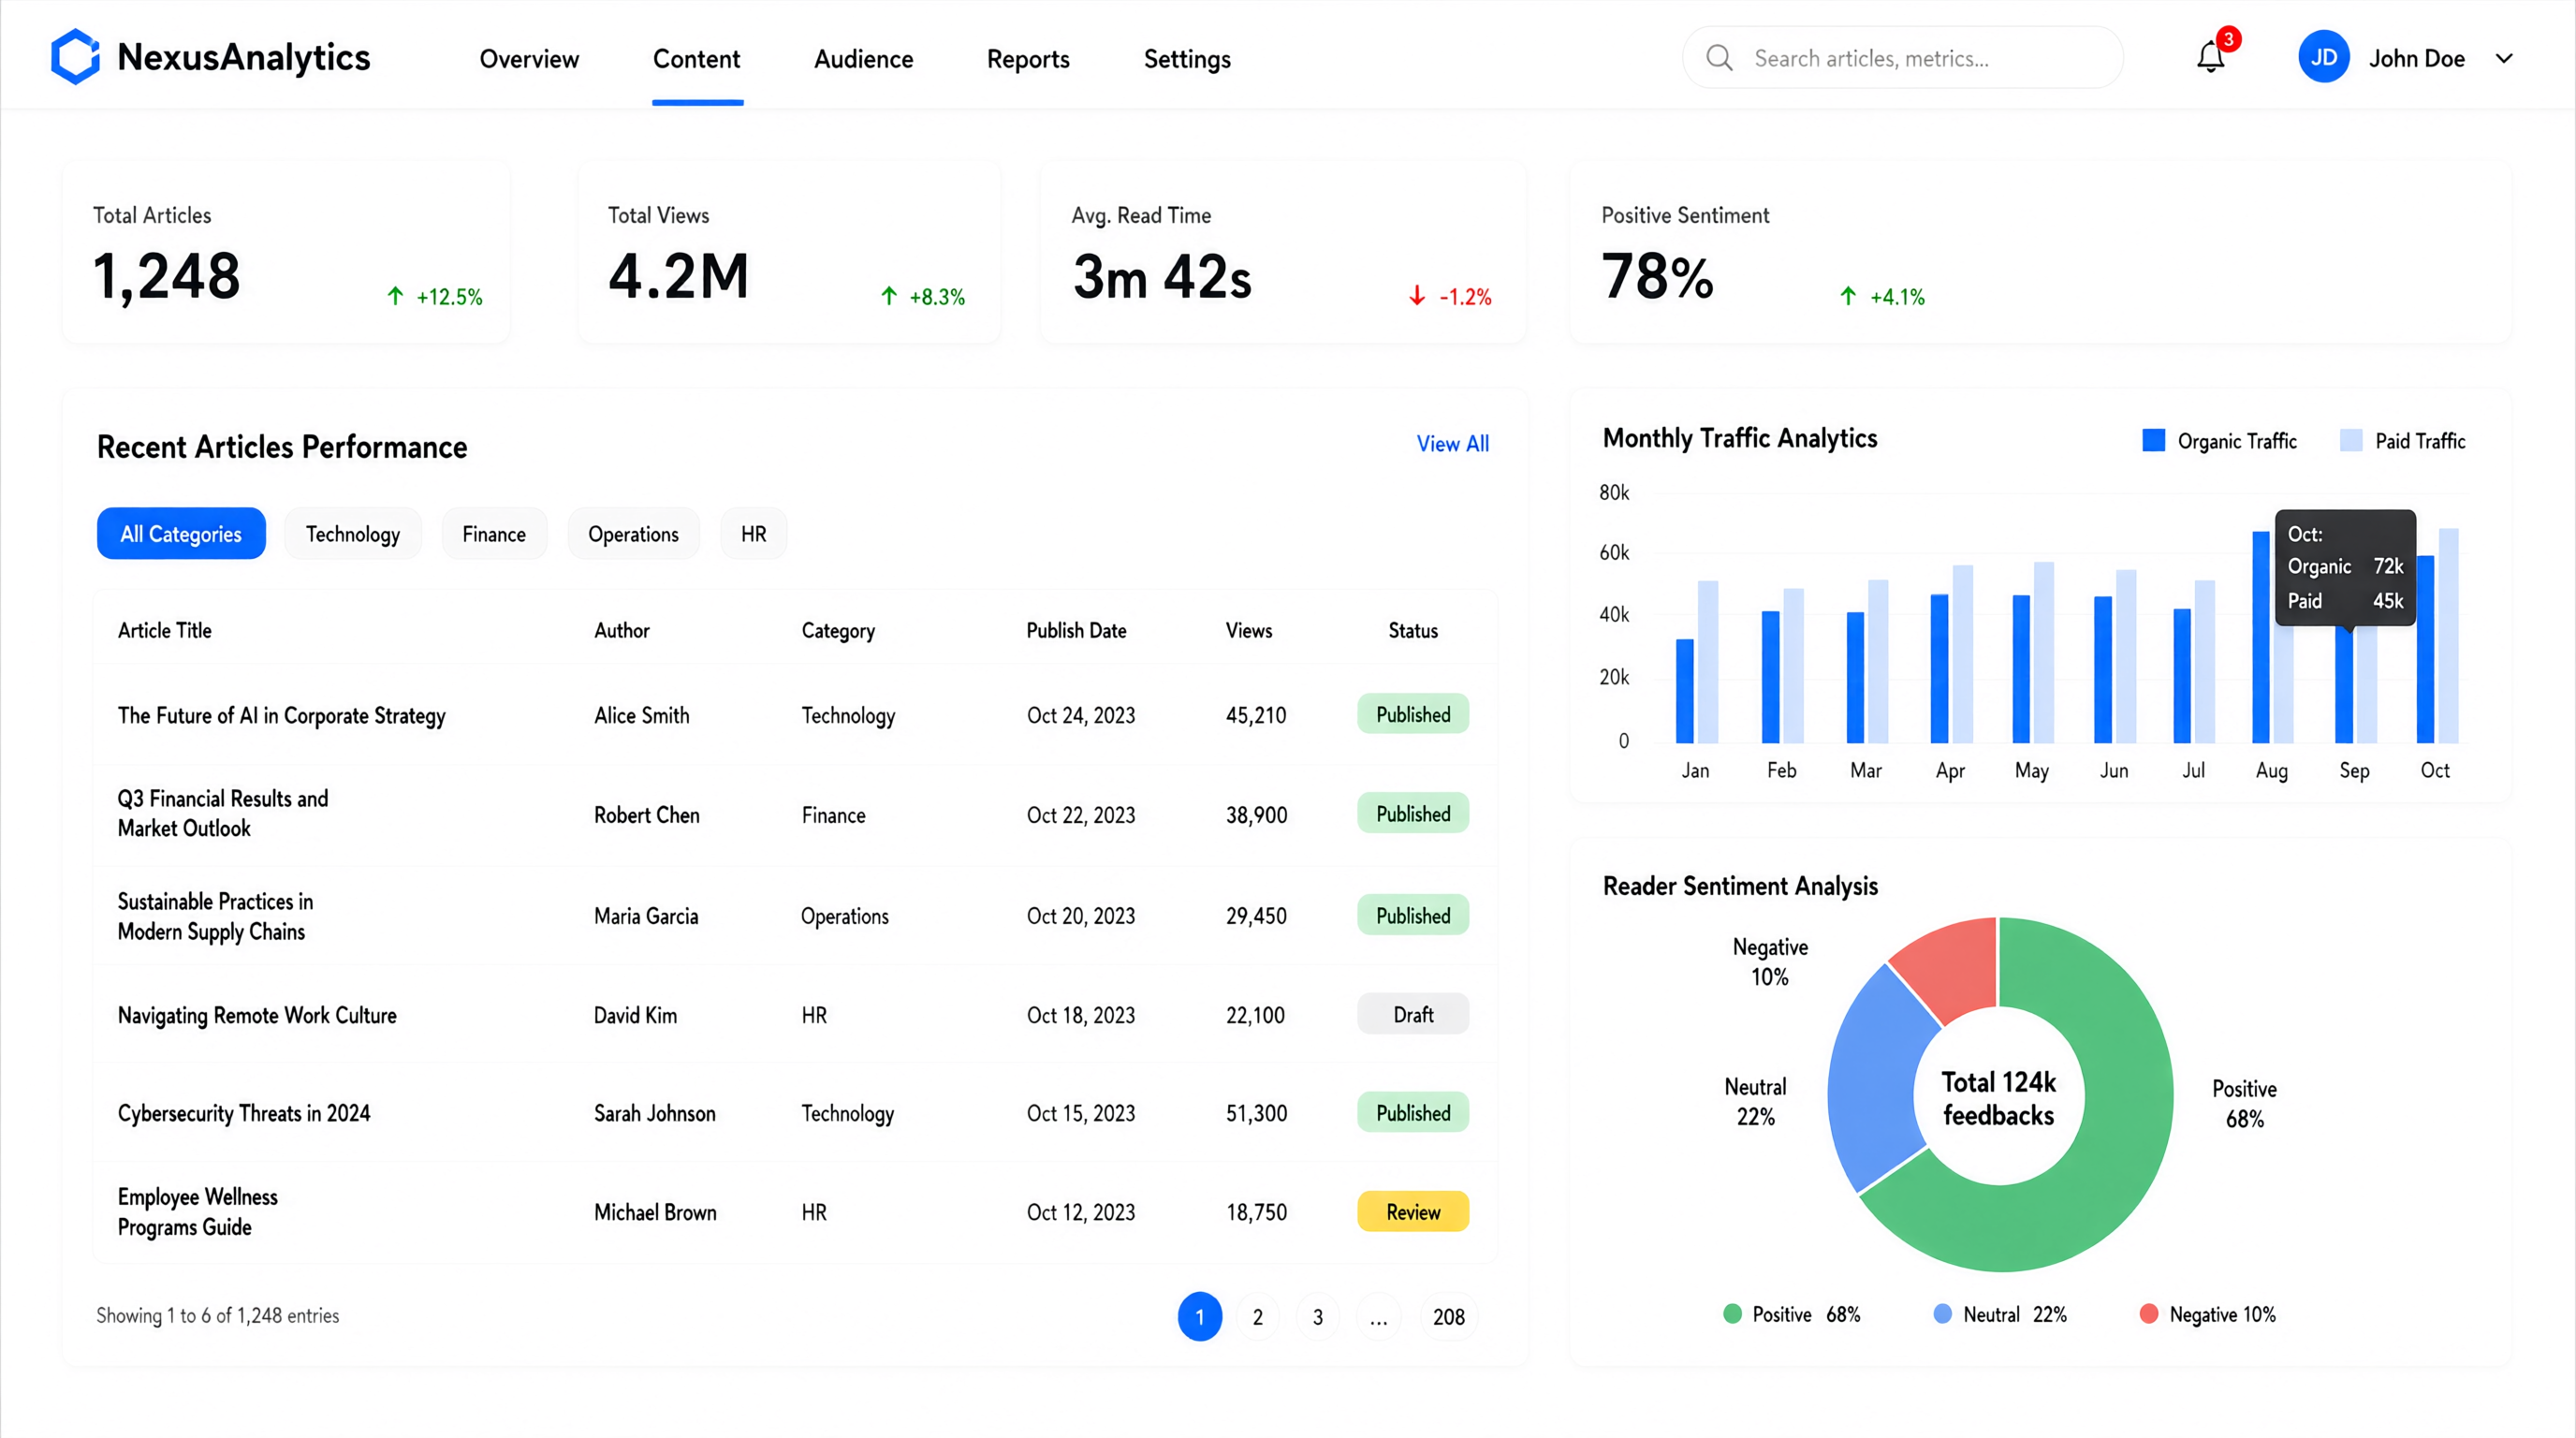 NexusAnalytics
Overview
Content
Audience
Reports
Settings
Search articles, metrics...
3
JD
John Doe
Total Articles
1,248
+12.5%
Total Views
4.2M
+8.3%
Avg. Read Time
3m 42s
-1.2%
Positive Sentiment
78%
+4.1%
Recent Articles Performance
View All
All Categories
Technology
Finance
Operations
HR
Article Title Author Category Publish Date Views Status
The Future of AI in Corporate Strategy Alice Smith Technology Oct 24, 2023 45,210 Published
Q3 Financial Results and
Market Outlook
Robert Chen Finance Oct 22, 2023 38,900 Published
Sustainable Practices in
Modern Supply Chains
Maria Garcia Operations Oct 20, 2023 29,450 Published
Navigating Remote Work Culture David Kim HR Oct 18, 2023 22,100 Draft
Cybersecurity Threats in 2024 Sarah Johnson Technology Oct 15, 2023 51,300 Published
Employee Wellness
Programs Guide
Michael Brown HR Oct 12, 2023 18,750 Review
Showing 1 to 6 of 1,248 entries
1 2 3 ... 208
Monthly Traffic Analytics
Organic Traffic
Paid Traffic
80k
60k
40k
20k
0
Oct:
Organic 72k
Paid 45k
Jan Feb Mar Apr May Jun Jul Aug Sep Oct
Reader Sentiment Analysis
Negative
10%
Neutral
22%
Total 124k
feedbacks
Positive
68%
Positive 68%
Neutral 22%
Negative 10%